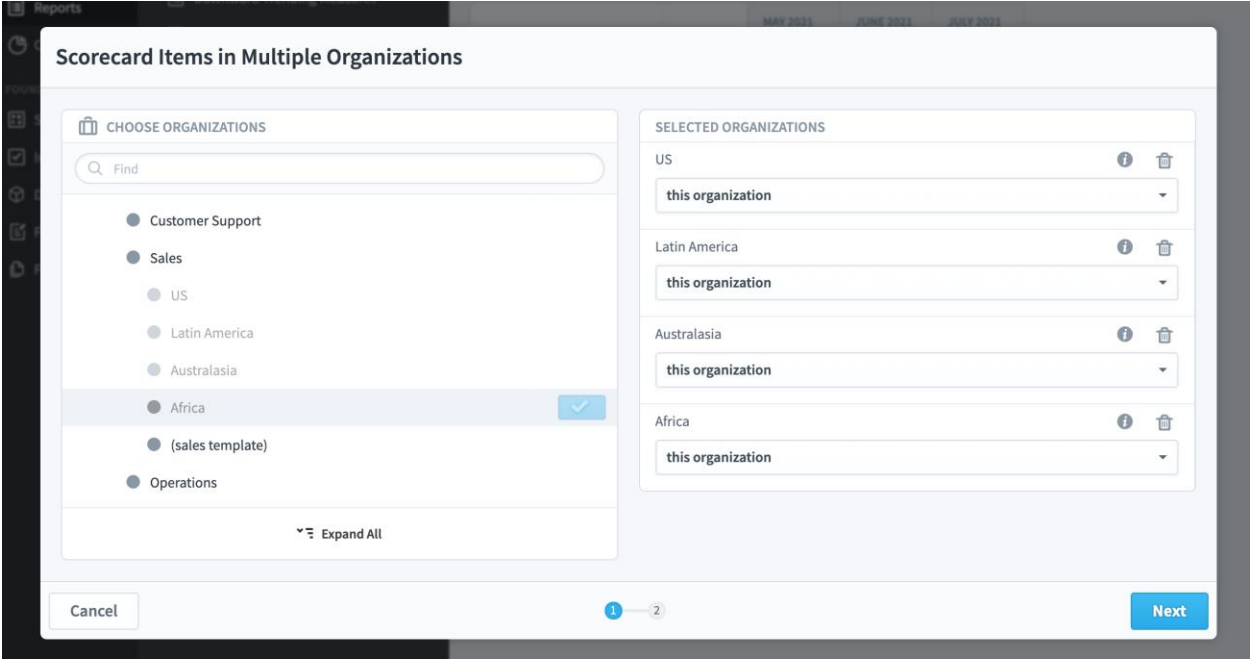 Reports
MAY 2021 JUNE 2021 JULY 2021
Scorecard Items in Multiple Organizations
CHOOSE ORGANIZATIONS
Find
Customer Support
Sales
US
Latin America
Australasia
Africa
(sales template)
Operations
Expand All
SELECTED ORGANIZATIONS
US
this organization
Latin America
this organization
Australasia
this organization
Africa
this organization
Cancel
1
2
Next